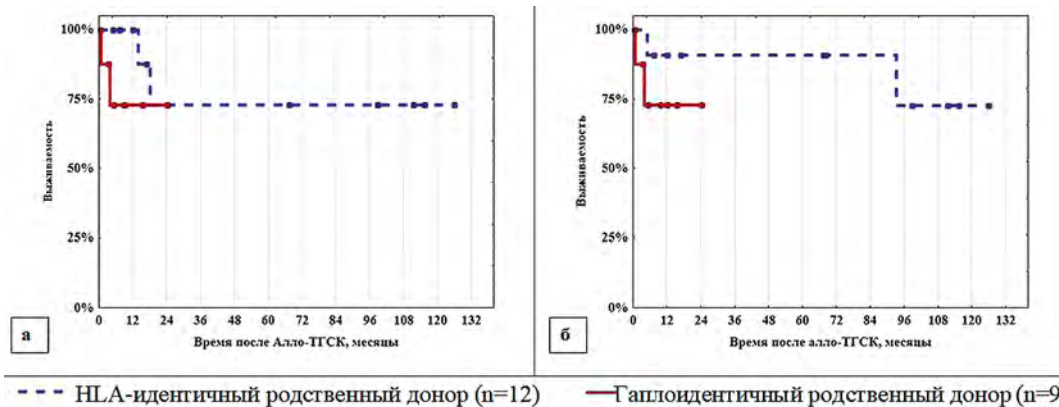 100%
75%
50%
25%
0%
Выживаемость
0 12 24 36 48 60 72 84 96 108 120 132
Время после Алло-ТГСК, месяцы
а
100%
75%
50%
25%
0%
Выживаемость
0 12 24 36 48 60 72 84 96 108 120 132
Время после алло-ТГСК, месяцы
б
HLA-идентичный родственный донор (n=12)
Гаплоидентичный родственный донор (n=9